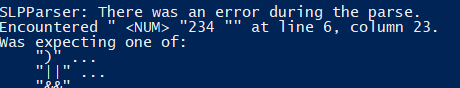 SLPParser: There was an error during the parse.
Encountered " <NUM> "234 "" at line 6, column 23.
Was expecting one of:
")" ...
"||" ...
"&&"